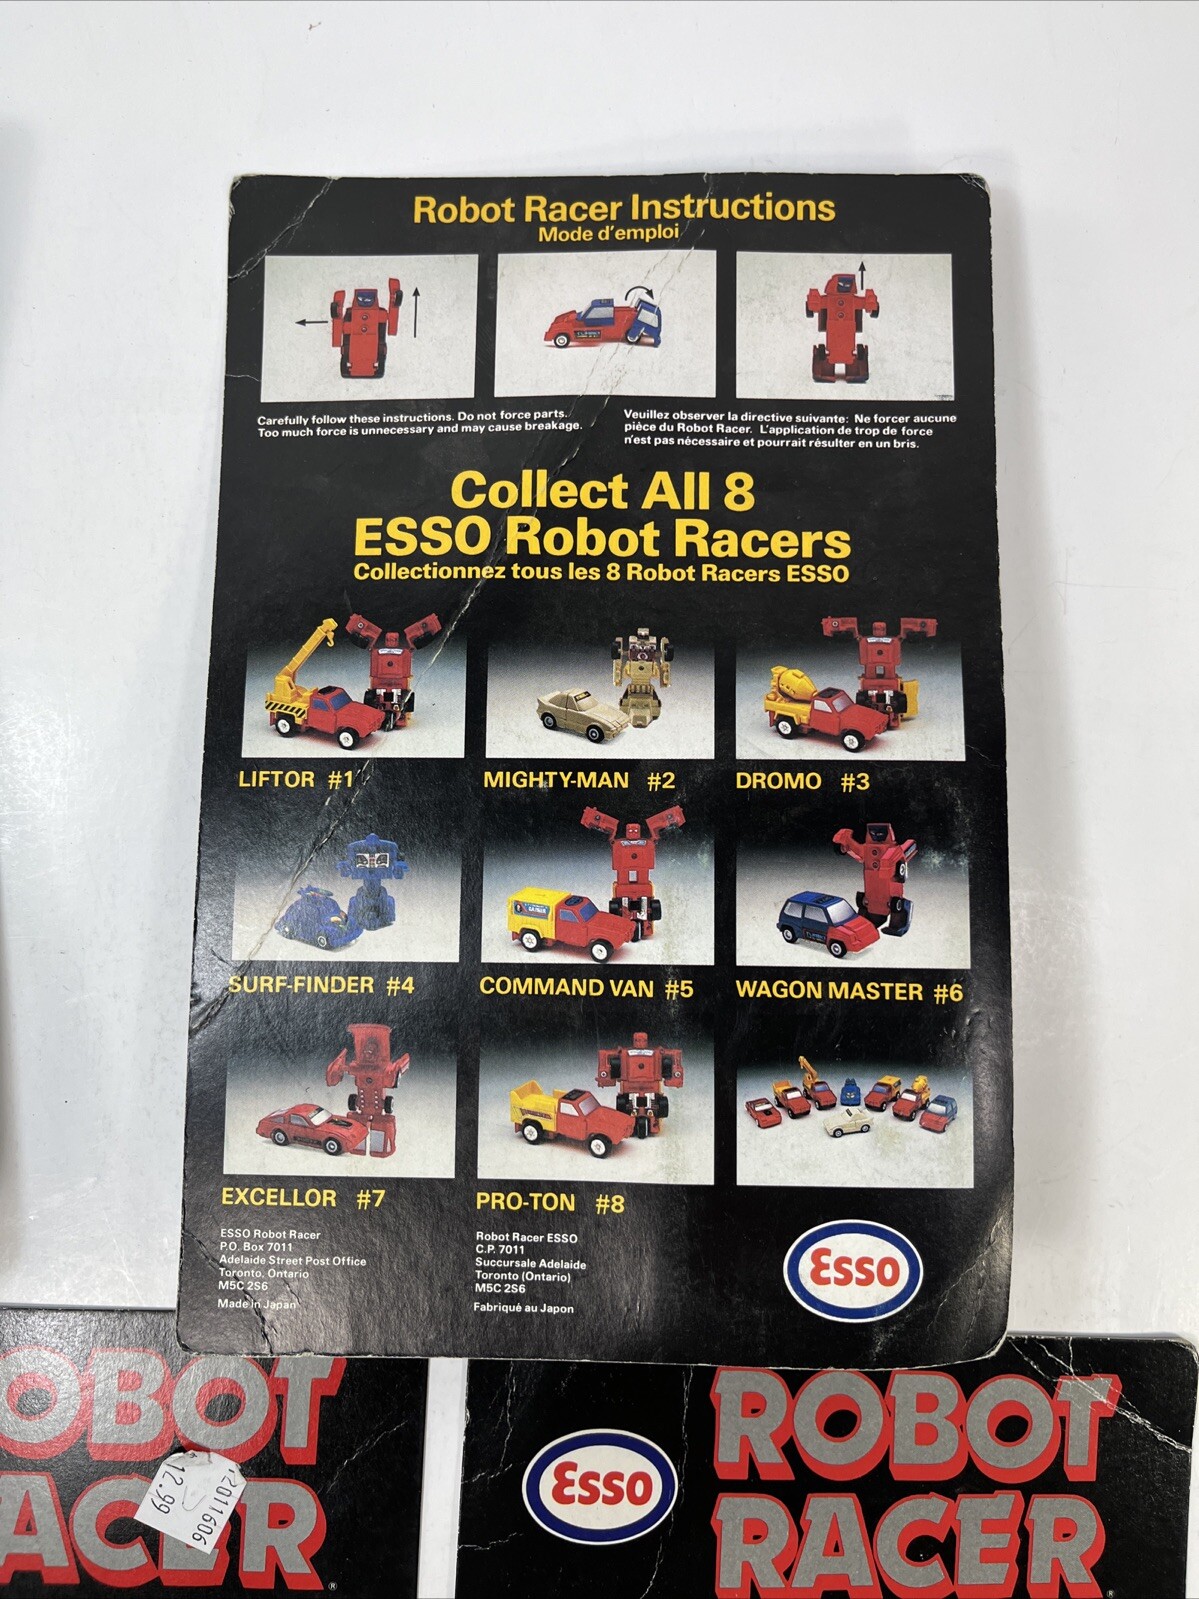 Robot Racer Instructions
Mode d'emploi
Carefully follow these instructions. Do not force parts.
Too much force is unnecessary and may cause breakage.
Veuillez observer la directive suivante: Ne forcer aucune
pièce du Robot Racer. L'application de trop de force
n'est pas nécessaire et pourrait résulter en un bris.
Collect All 8
ESSO Robot Racers
Collectionnez tous les 8 Robot Racers ESSO
LIFTOR #1
MIGHTY-MAN #2
DROMO #3
SURF-FINDER #4
COMMAND VAN #5
WAGON MASTER #6
EXCELLOR #7
PRO-TON #8
ESSO Robot Racer
P.O. Box 7011
Adelaide Street Post Office
Toronto, Ontario
M5C 2S6
Made in Japan
Robot Racer ESSO
C.P. 7011
Succursale Adelaide
Toronto (Ontario)
M5C 2S6
Fabriqué au Japon
Esso
OBOT
ACER®
2011606
12.99
Esso
ROBOT
RACER®